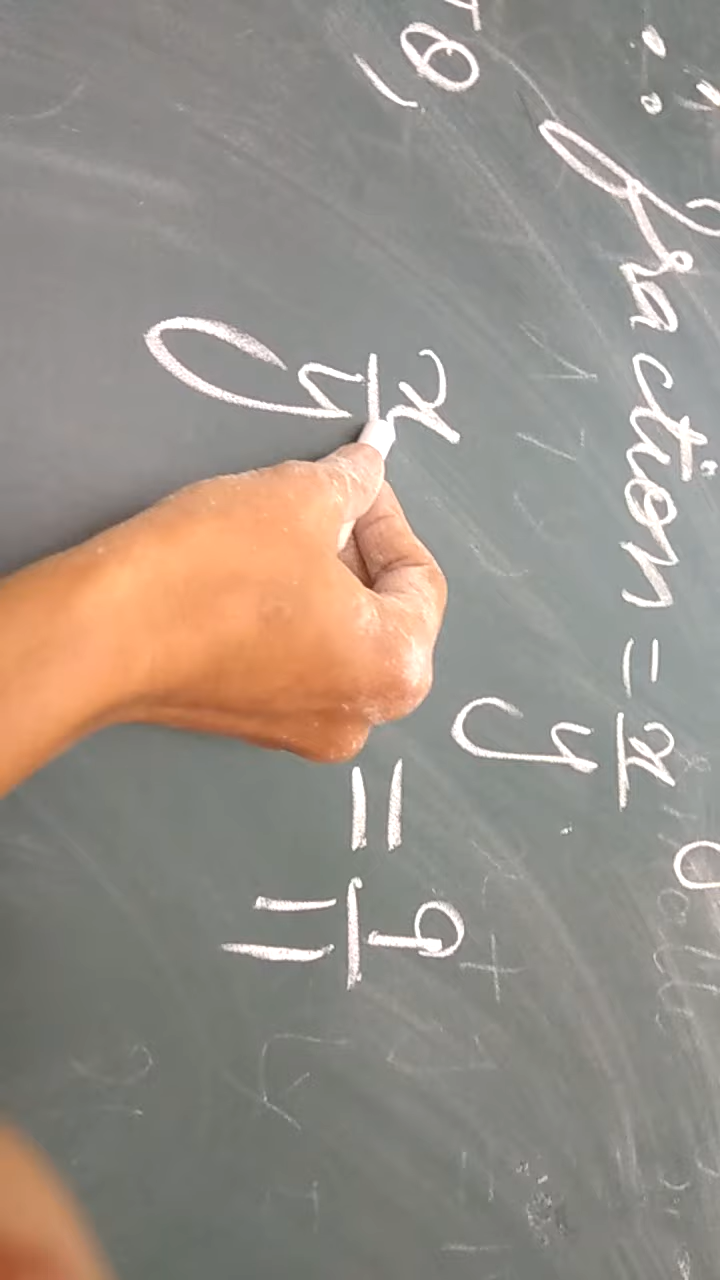 ∴ fraction = x/y
θ,
x/y = 9/11